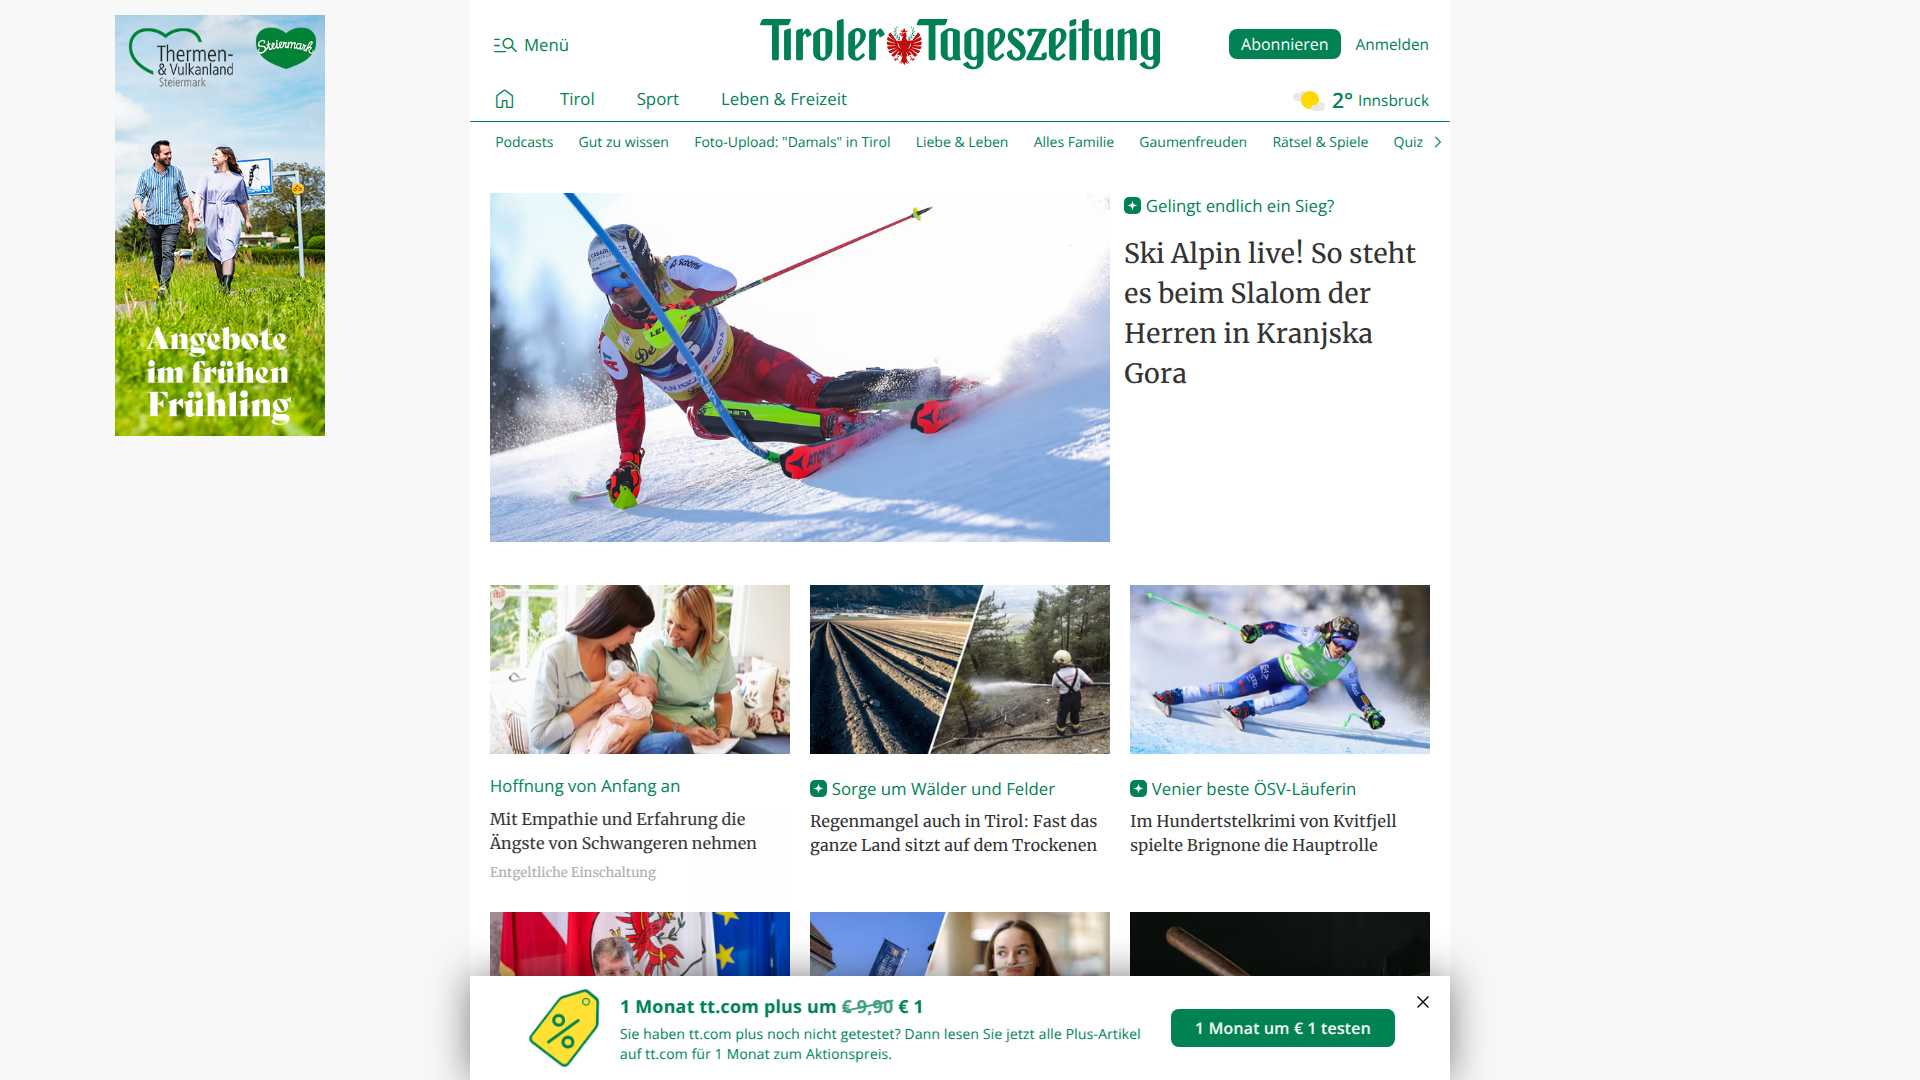 Thermen-
& Vulkanland
Steiermark
Steiermark
Angebote
im frühen
Frühling
Menü
Tiroler Tageszeitung
Abonnieren
Anmelden
Tirol
Sport
Leben & Freizeit
2° Innsbruck
Podcasts
Gut zu wissen
Foto-Upload: "Damals" in Tirol
Liebe & Leben
Alles Familie
Gaumenfreuden
Rätsel & Spiele
Quiz
Gelingt endlich ein Sieg?
Ski Alpin live! So steht
es beim Slalom der
Herren in Kranjska
Gora
Hoffnung von Anfang an
Mit Empathie und Erfahrung die
Ängste von Schwangeren nehmen
Entgeltliche Einschaltung
Sorge um Wälder und Felder
Regenmangel auch in Tirol: Fast das
ganze Land sitzt auf dem Trockenen
Venier beste ÖSV-Läuferin
Im Hundertstelkrimi von Kvitfjell
spielte Brignone die Hauptrolle
1 Monat tt.com plus um € 9,90 € 1
Sie haben tt.com plus noch nicht getestet? Dann lesen Sie jetzt alle Plus-Artikel
auf tt.com für 1 Monat zum Aktionspreis.
1 Monat um € 1 testen